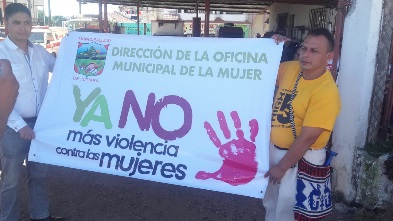 DIRECCIÓN DE LA OFICINA
MUNICIPAL DE LA MUJER
YA NO
más violencia
contra las mujeres